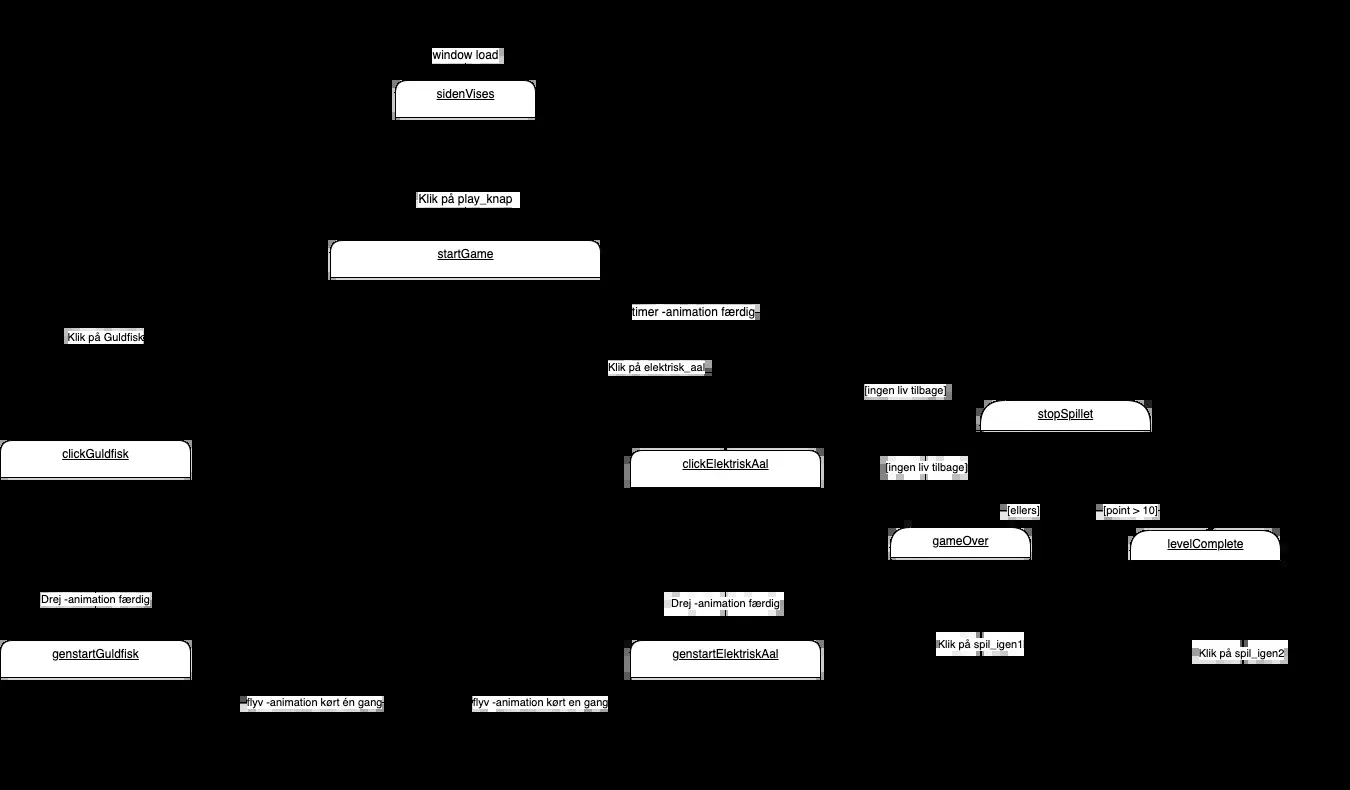 window load
sidenVises
Klik på play_knap
startGame
timer -animation færdig
Klik på Guldfisk
Klik på elektrisk_aal
[ingen liv tilbage]
stopSpillet
clickGuldfisk
clickElektriskAal
[ingen liv tilbage]
[ellers]
[point > 10]
gameOver
levelComplete
Drej -animation færdig
Drej -animation færdig
Klik på spil_igen1
genstartGuldfisk
genstartElektriskAal
Klik på spil_igen2
flyv -animation kørt én gang
flyv -animation kørt en gang